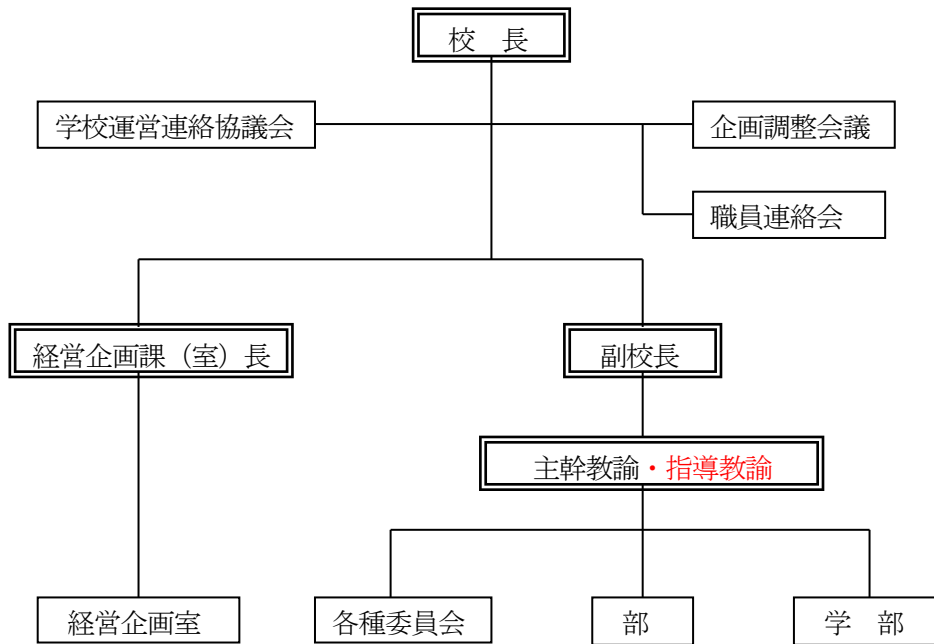 校　長
学校運営連絡協議会
企画調整会議
職員連絡会
経営企画課（室）長
副校長
主幹教諭・指導教諭
経営企画室
各種委員会
部
学　部